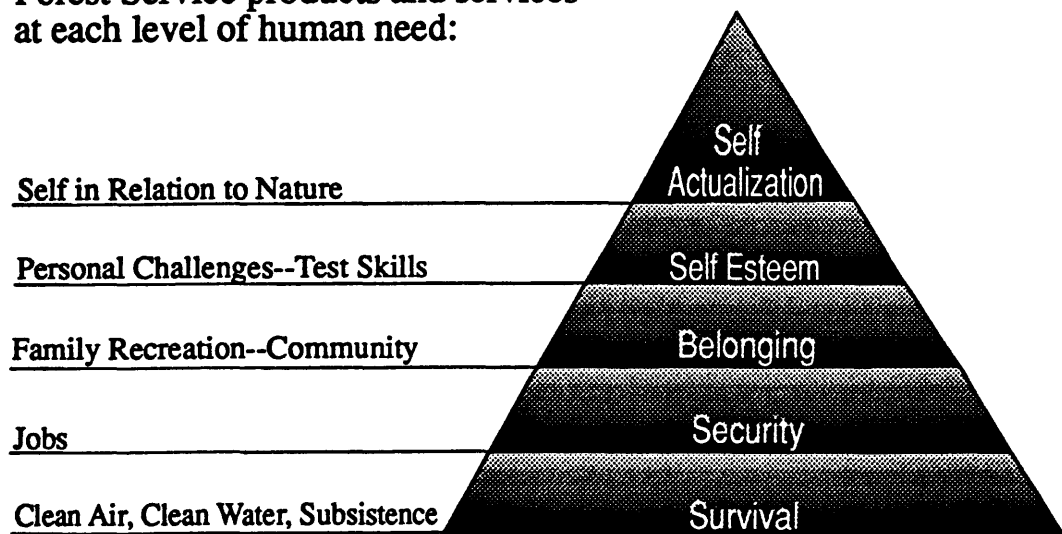 Forest Service products and services
at each level of human need:
Self
Actualization
Self in Relation to Nature
Personal Challenges--Test Skills
Self Esteem
Family Recreation--Community
Belonging
Jobs
Security
Clean Air, Clean Water, Subsistence
Survival